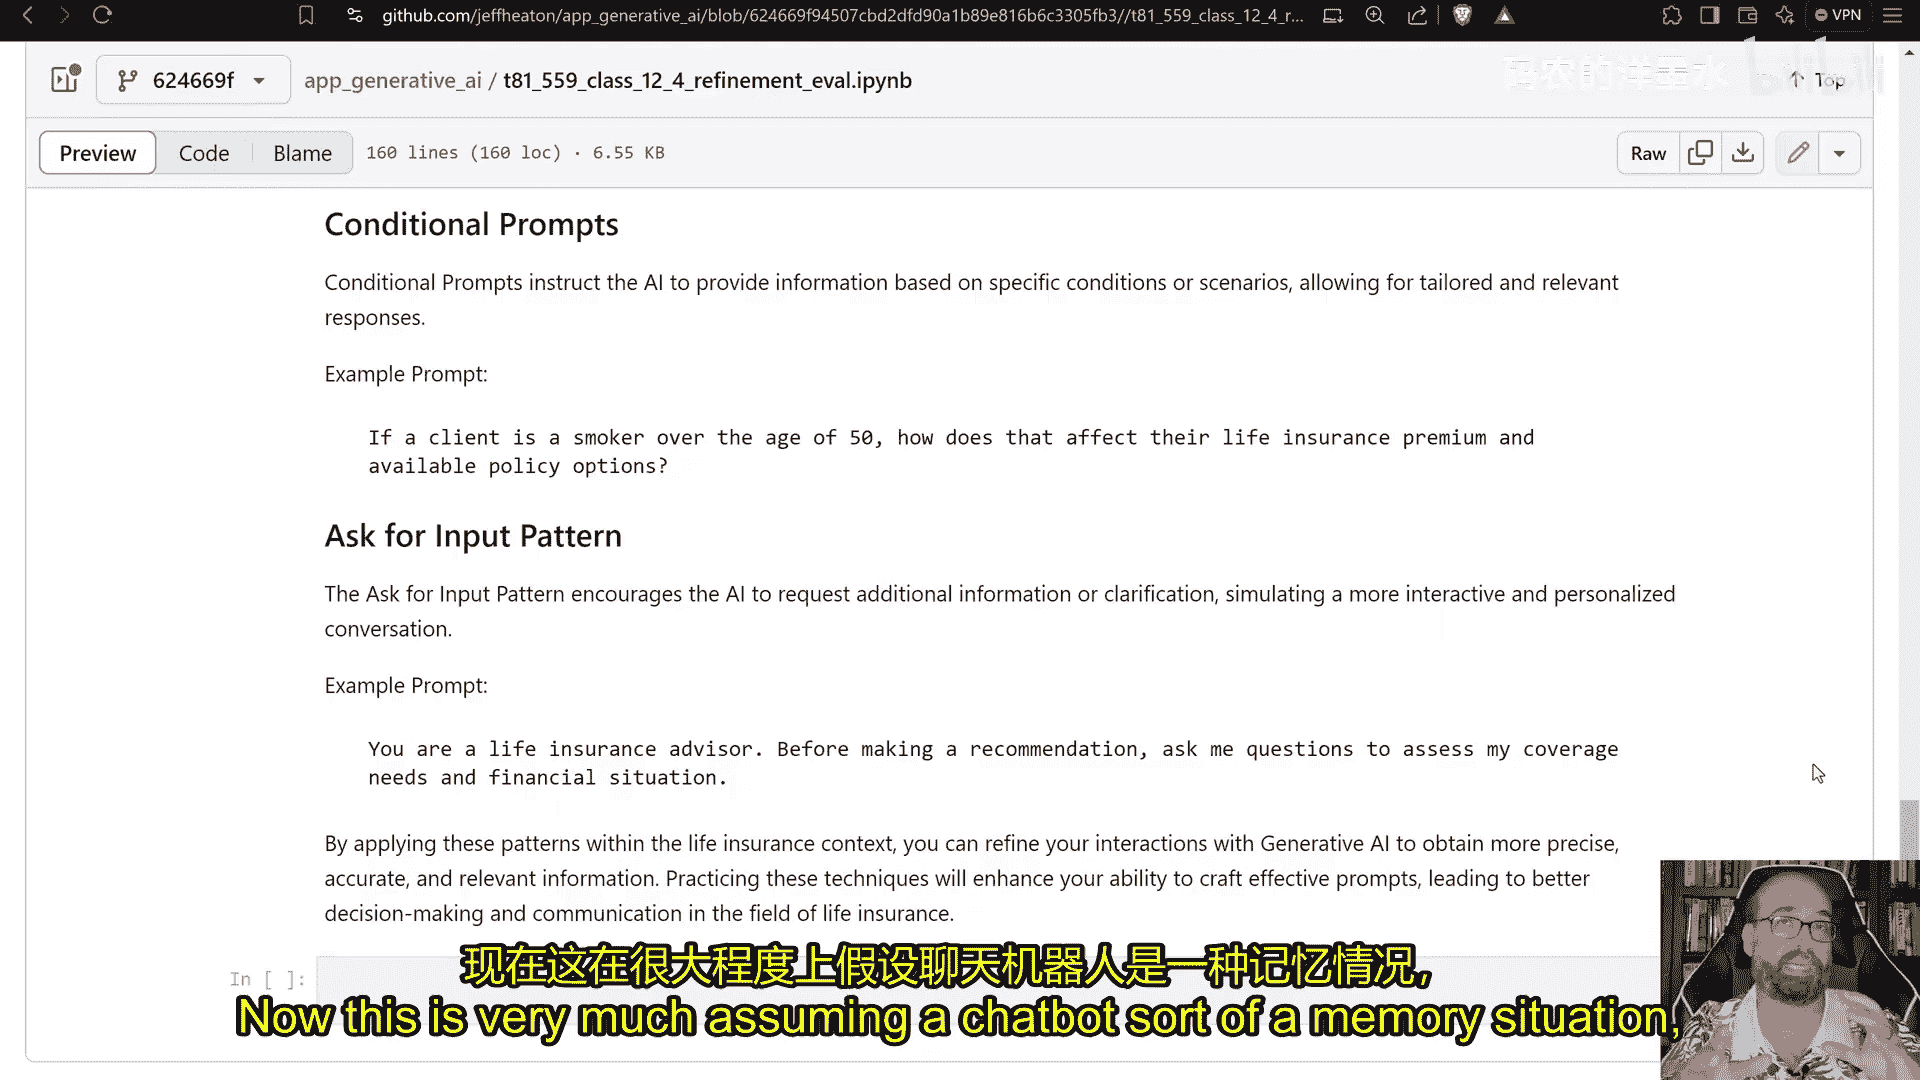 github.com/jeffheaton/app_generative_ai/blob/624669f94507cbd2dfd90a1b89e816b6c3305fb3//t81_559_class_12_4_r...
VPN
624669f
app_generative_ai / t81_559_class_12_4_refinement_eval.ipynb
码农的洋墨水
Top
Preview
Code
Blame
160 lines (160 loc) · 6.55 KB
Raw
Conditional Prompts
Conditional Prompts instruct the AI to provide information based on specific conditions or scenarios, allowing for tailored and relevant
responses.
Example Prompt:
If a client is a smoker over the age of 50, how does that affect their life insurance premium and
available policy options?
Ask for Input Pattern
The Ask for Input Pattern encourages the AI to request additional information or clarification, simulating a more interactive and personalized
conversation.
Example Prompt:
You are a life insurance advisor. Before making a recommendation, ask me questions to assess my coverage
needs and financial situation.
By applying these patterns within the life insurance context, you can refine your interactions with Generative AI to obtain more precise,
accurate, and relevant information. Practicing these techniques will enhance your ability to craft effective prompts, leading to better
decision-making and communication in the field of life insurance.
In [ ]:
现在这在很大程度上假设聊天机器人是一种记忆情况，
Now this is very much assuming a chatbot sort of a memory situation,